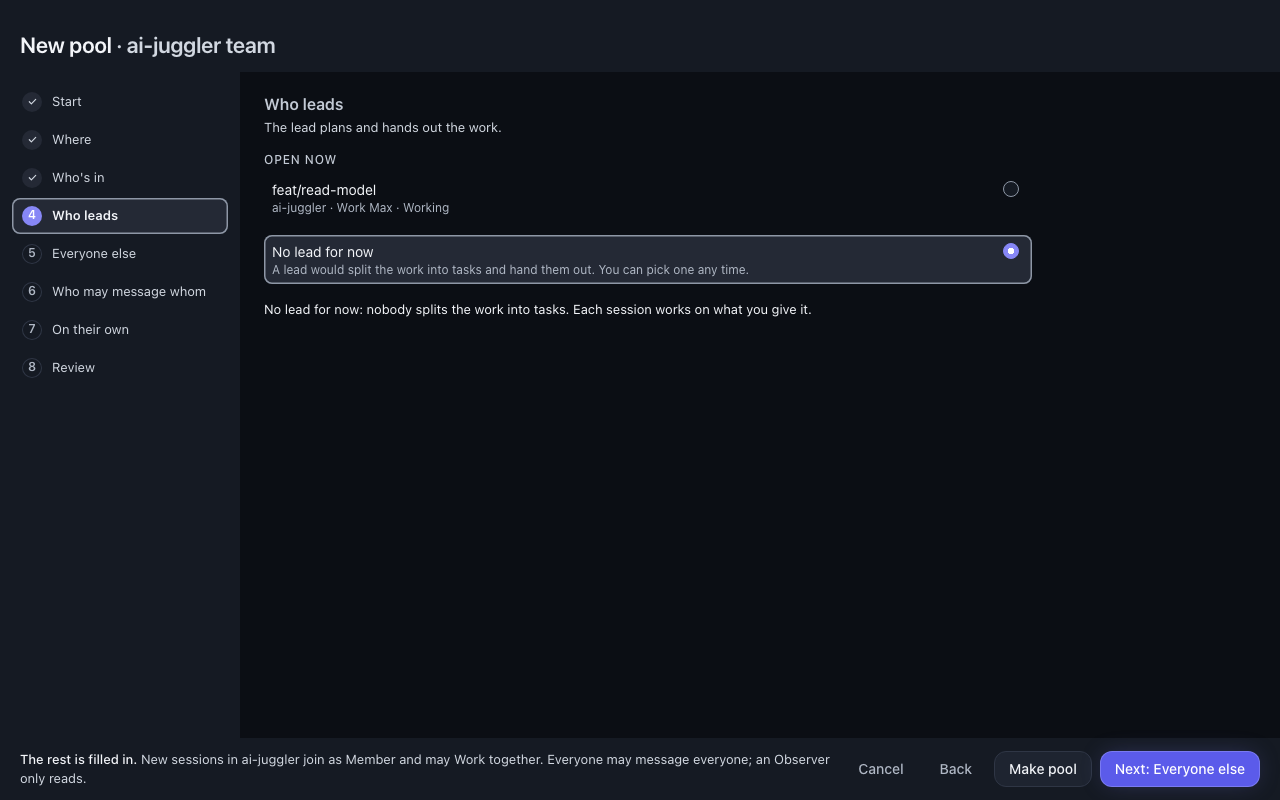 New pool · ai-juggler team
Start
Where
Who's in
4 Who leads
5 Everyone else
6 Who may message whom
7 On their own
8 Review
Who leads
The lead plans and hands out the work.
OPEN NOW
feat/read-model
ai-juggler · Work Max · Working
No lead for now
A lead would split the work into tasks and hand them out. You can pick one any time.
No lead for now: nobody splits the work into tasks. Each session works on what you give it.
The rest is filled in. New sessions in ai-juggler join as Member and may Work together. Everyone may message everyone; an Observer
only reads.
Cancel
Back
Make pool
Next: Everyone else